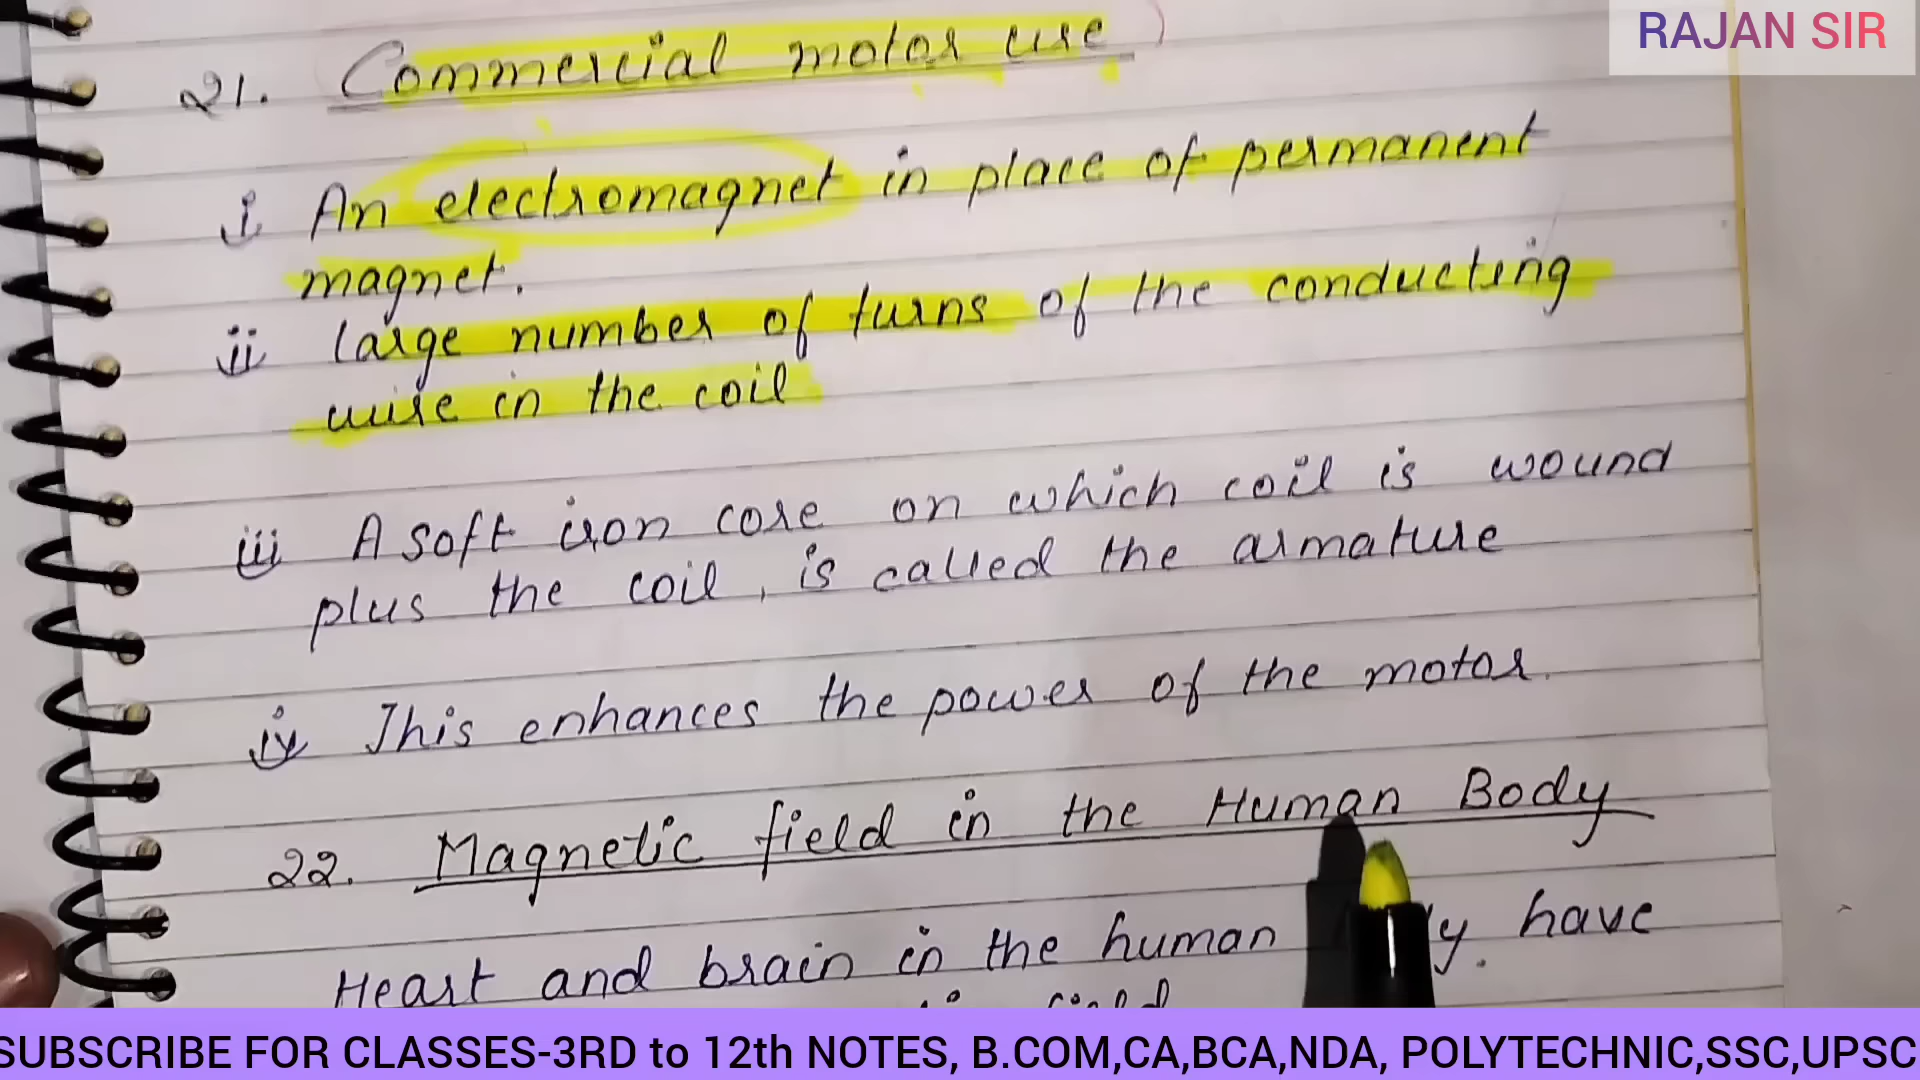 RAJAN SIR
21. Commercial motor use
i An electromagnet in place of permanent
magnet.
ii large number of turns of the conducting
wire in the coil
iii A soft iron core on which coil is wound
plus the coil, is called the armature
iv This enhances the power of the motor.
22. Magnetic field in the Human Body
Heart and brain in the human have
SUBSCRIBE FOR CLASSES-3RD to 12th NOTES, B.COM,CA,BCA,NDA, POLYTECHNIC,SSC,UPSC